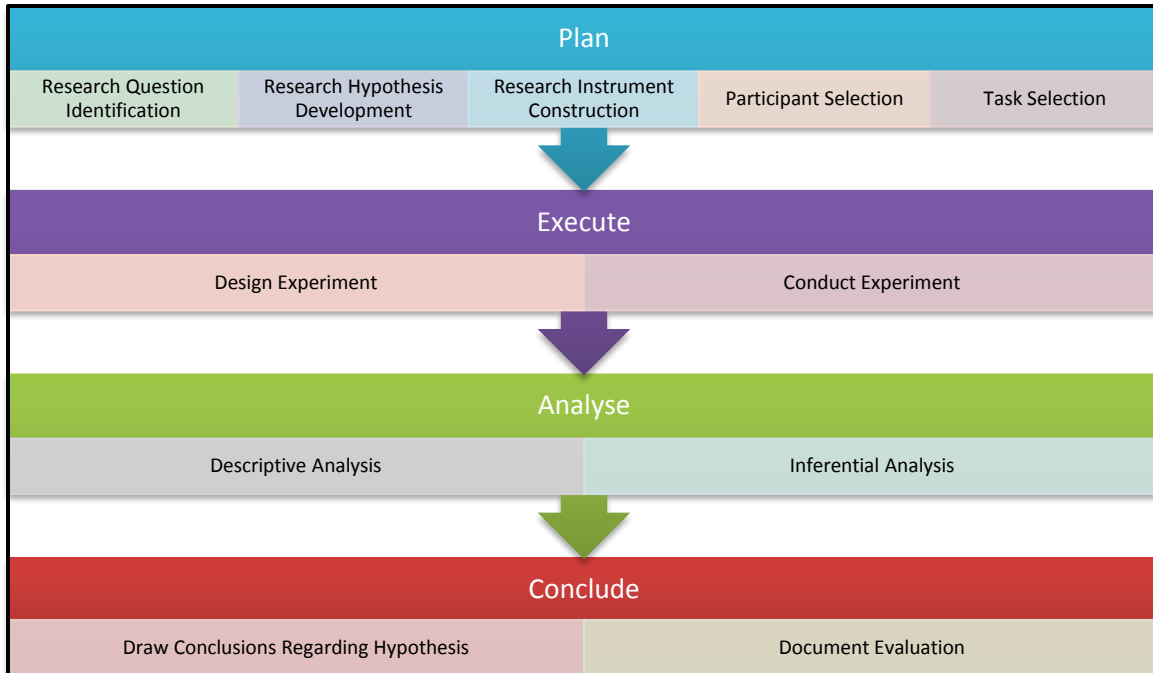 Plan
Research Question
Identification
Research Hypothesis
Development
Research Instrument
Construction
Participant Selection
Task Selection
Execute
Design Experiment
Conduct Experiment
Analyse
Descriptive Analysis
Inferential Analysis
Conclude
Draw Conclusions Regarding Hypothesis
Document Evaluation